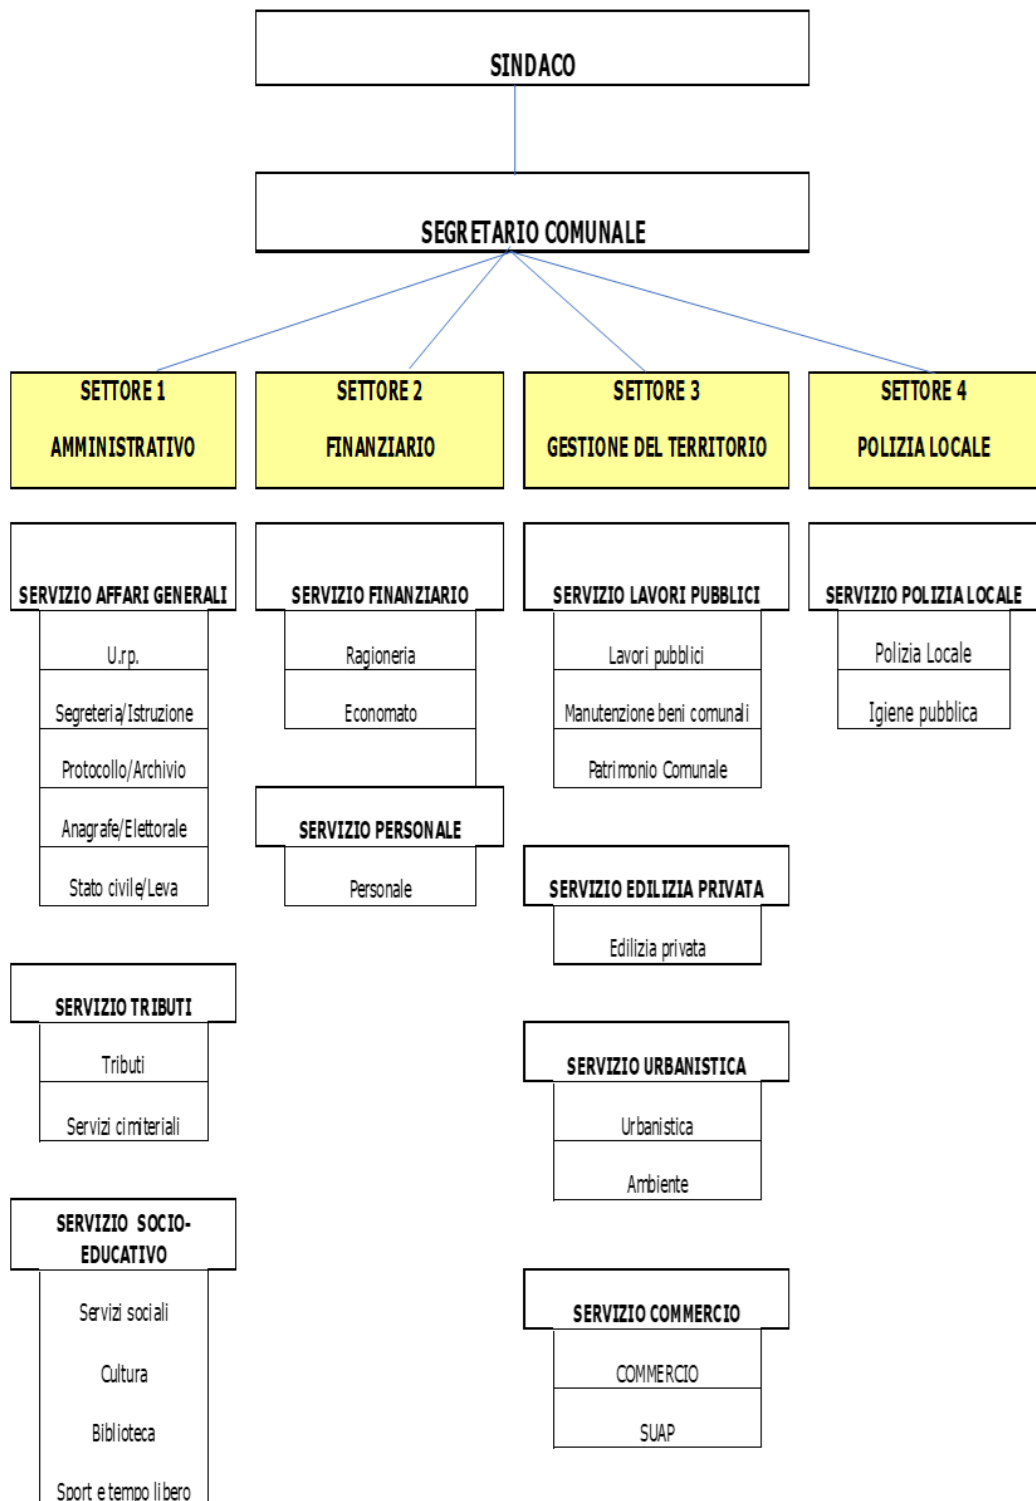 SINDACO
SEGRETARIO COMUNALE
SETTORE 1
AMMINISTRATIVO
SERVIZIO AFFARI GENERALI
U.rp.
Segreteria/Istruzione
Protocollo/Archivio
Anagrafe/Elettorale
Stato civile/Leva
SERVIZIO TRIBUTI
Tributi
Servizi cimiteriali
SERVIZIO SOCIO-
EDUCATIVO
Servizi sociali
Cultura
Biblioteca
Sport e tempo libero
SETTORE 2
FINANZIARIO
SERVIZIO FINANZIARIO
Ragioneria
Economato
SERVIZIO PERSONALE
Personale
SETTORE 3
GESTIONE DEL TERRITORIO
SERVIZIO LAVORI PUBBLICI
Lavori pubblici
Manutenzione beni comunali
Patrimonio Comunale
SERVIZIO EDILIZIA PRIVATA
Edilizia privata
SERVIZIO URBANISTICA
Urbanistica
Ambiente
SERVIZIO COMMERCIO
COMMERCIO
SUAP
SETTORE 4
POLIZIA LOCALE
SERVIZIO POLIZIA LOCALE
Polizia Locale
Igiene pubblica